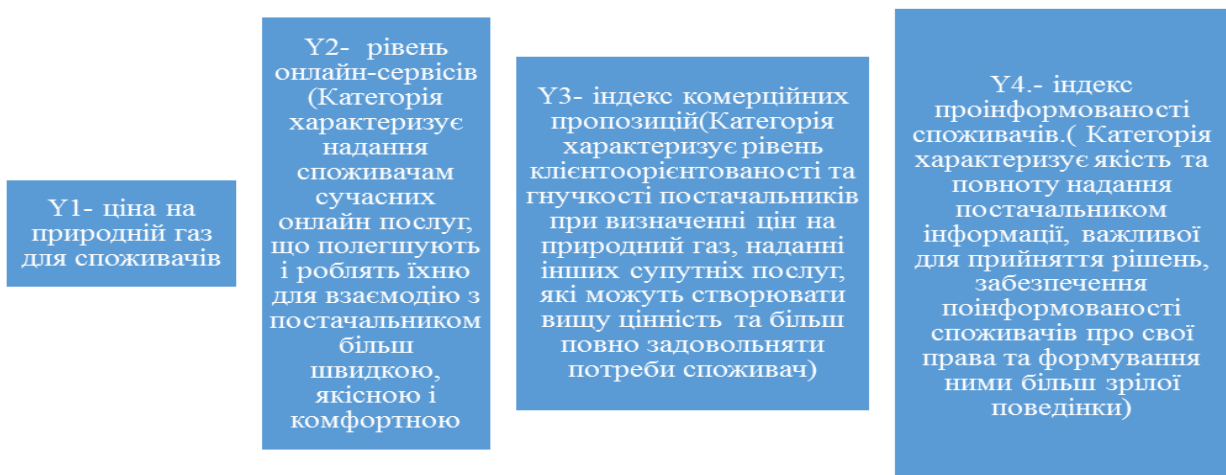 Y1- ціна на
природній газ
для споживачів
Y2- рівень
онлайн-сервісів
(Категорія
характеризує
надання
споживачам
сучасних
онлайн послуг,
що полегшують
і роблять їхню
для взаємодію з
постачальником
більш
швидкою,
якісною і
комфортною
Y3- індекс комерційних
пропозицій(Категорія
характеризує рівень
клієнтоорієнтованості та
гнучкості постачальників
при визначенні цін на
природний газ, наданні
інших супутніх послуг,
які можуть створювати
вищу цінність та більш
повно задовольняти
потреби споживач)
Y4.- індекс
проінформованості
споживачів.( Категорія
характеризує якість та
повноту надання
постачальником
інформації, важливої
для прийняття рішень,
забезпечення
поінформованості
споживачів про свої
права та формування
ними більш зрілої
поведінки)